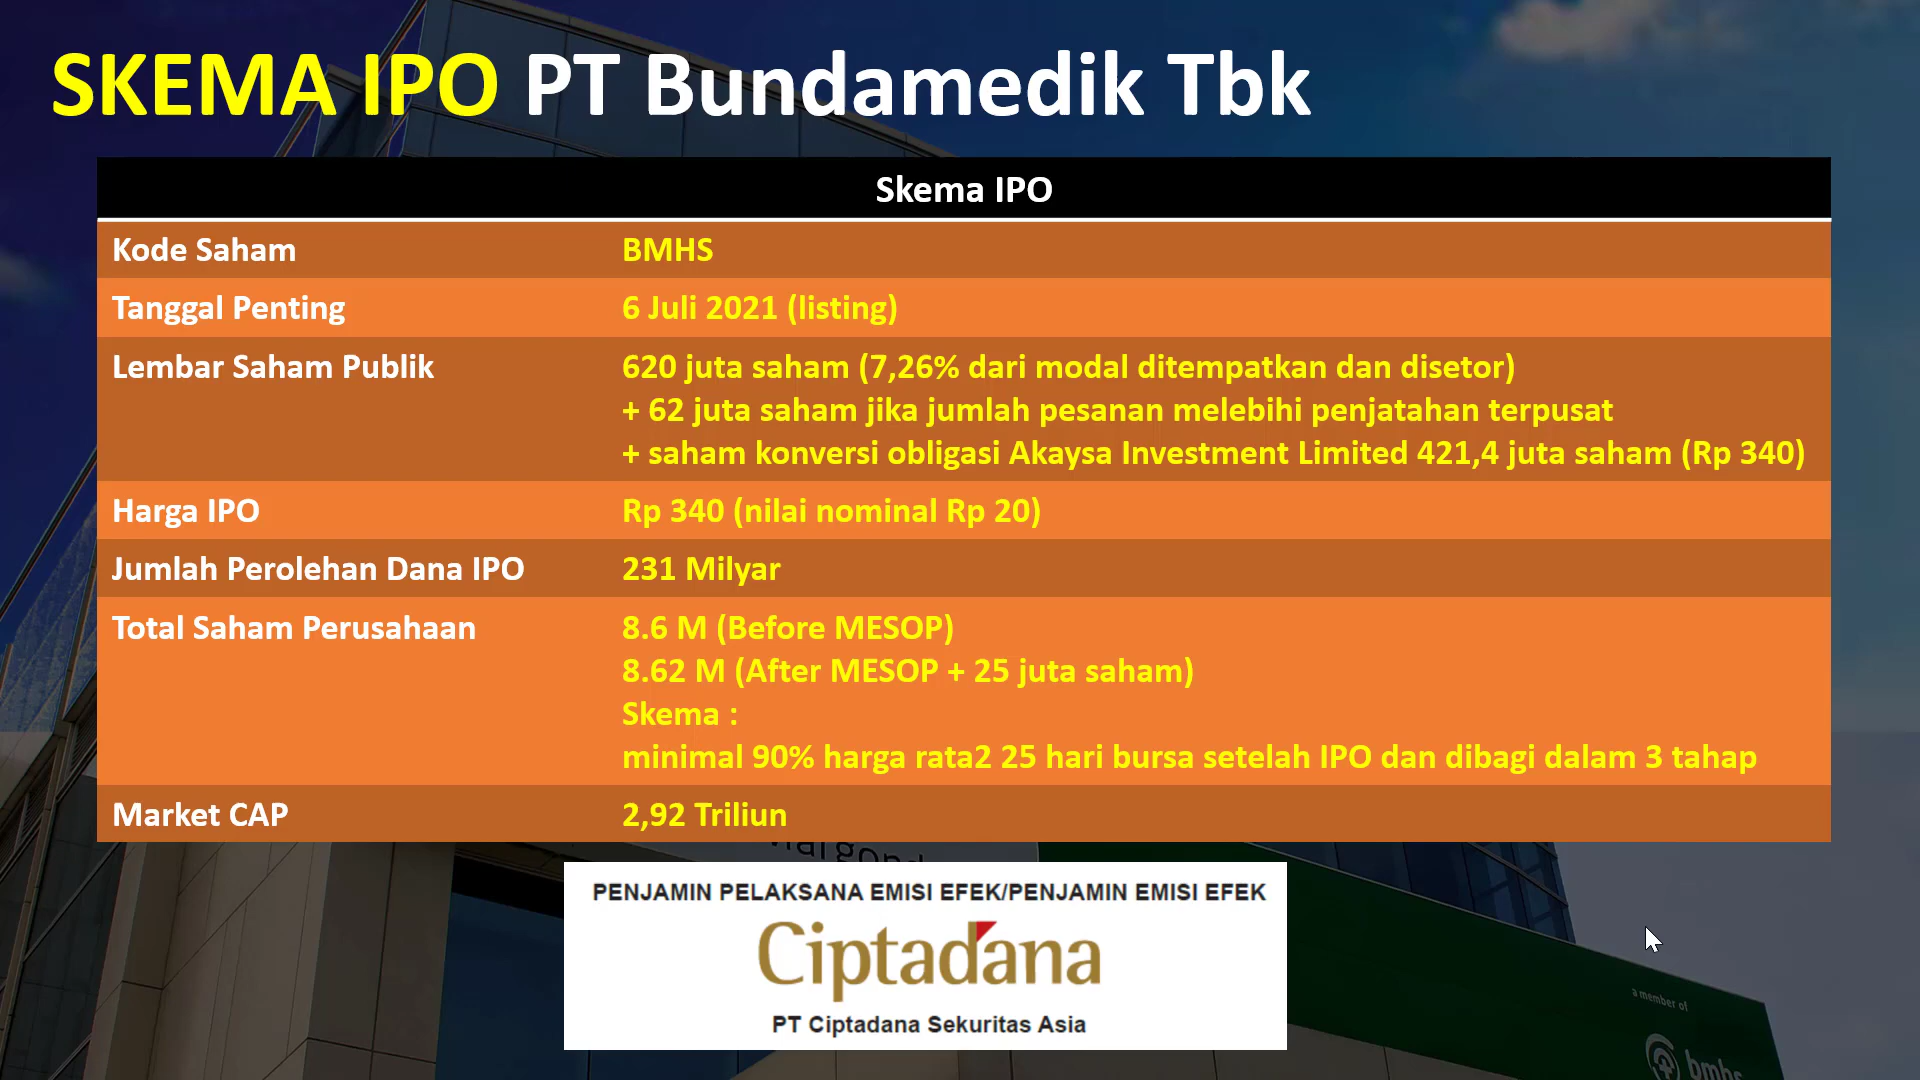 SKEMA IPO PT Bundamedik Tbk
Skema IPO
Kode Saham BMHS
Tanggal Penting 6 Juli 2021 (listing)
Lembar Saham Publik 620 juta saham (7,26% dari modal ditempatkan dan disetor)
+ 62 juta saham jika jumlah pesanan melebihi penjatahan terpusat
+ saham konversi obligasi Akaysa Investment Limited 421,4 juta saham (Rp 340)
Harga IPO Rp 340 (nilai nominal Rp 20)
Jumlah Perolehan Dana IPO 231 Milyar
Total Saham Perusahaan 8.6 M (Before MESOP)
8.62 M (After MESOP + 25 juta saham)
Skema :
minimal 90% harga rata2 25 hari bursa setelah IPO dan dibagi dalam 3 tahap
Market CAP 2,92 Triliun
PENJAMIN PELAKSANA EMISI EFEK/PENJAMIN EMISI EFEK
Ciptadana
PT Ciptadana Sekuritas Asia
a member of
bmhs